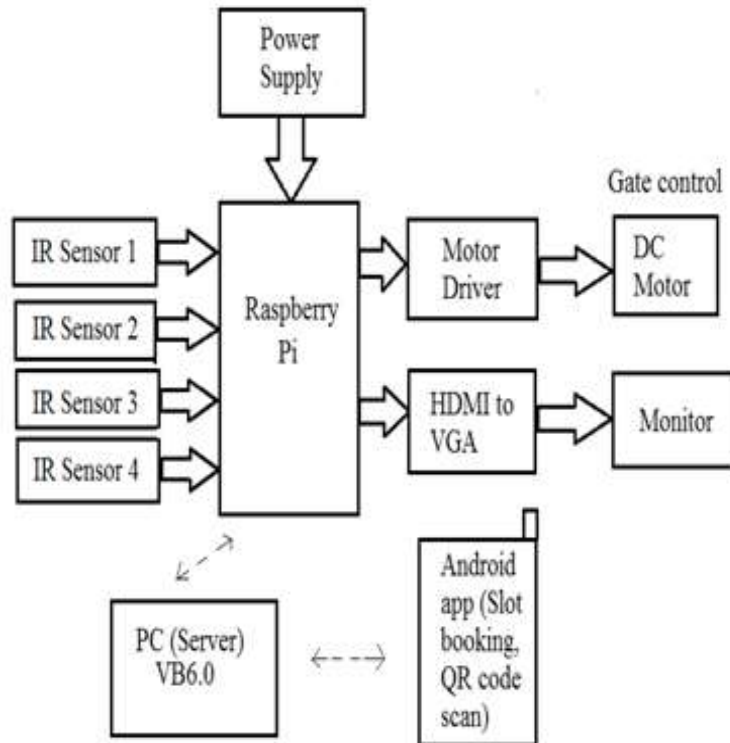 Power
Supply
Gate control
IR Sensor 1
IR Sensor 2
IR Sensor 3
IR Sensor 4
Raspberry
Pi
Motor
Driver
DC
Motor
HDMI to
VGA
Monitor
PC (Server)
VB6.0
Android
app (Slot
booking,
QR code
scan)